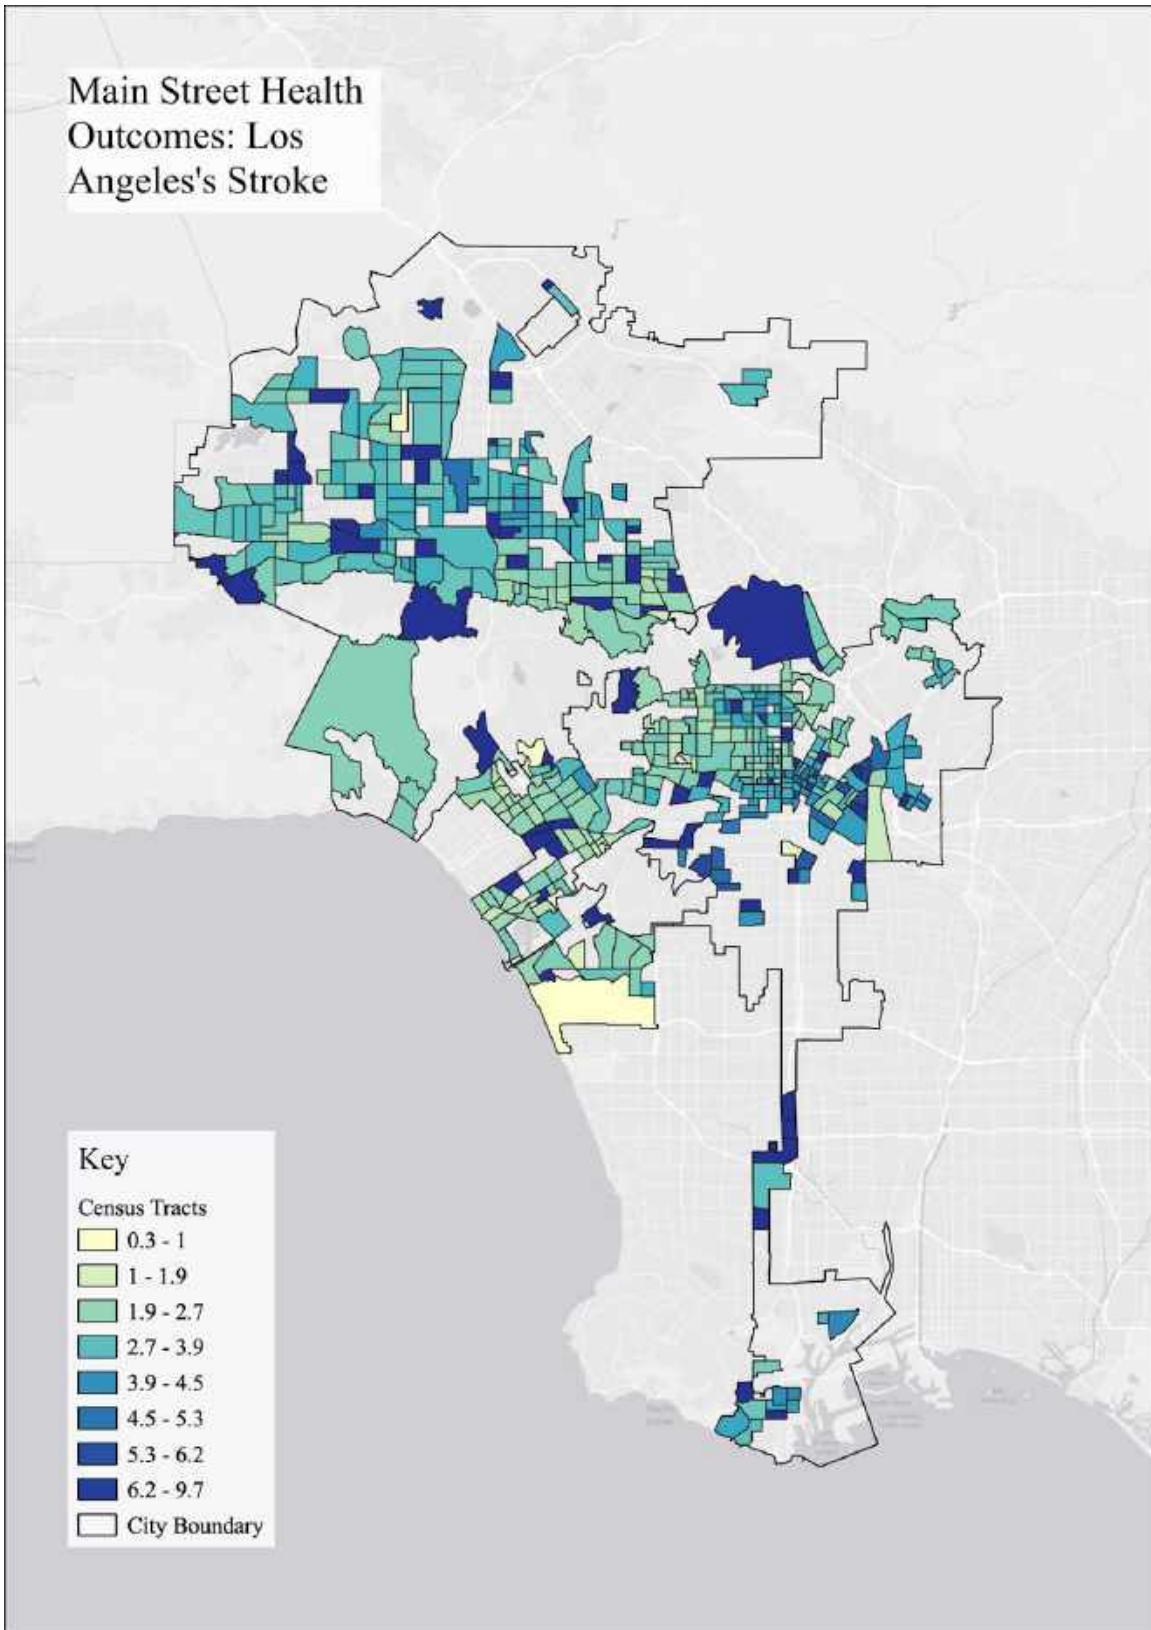 Main Street Health
Outcomes: Los
Angeles's Stroke
Key
Census Tracts
0.3 - 1
1 - 1.9
1.9 - 2.7
2.7 - 3.9
3.9 - 4.5
4.5 - 5.3
5.3 - 6.2
6.2 - 9.7
City Boundary